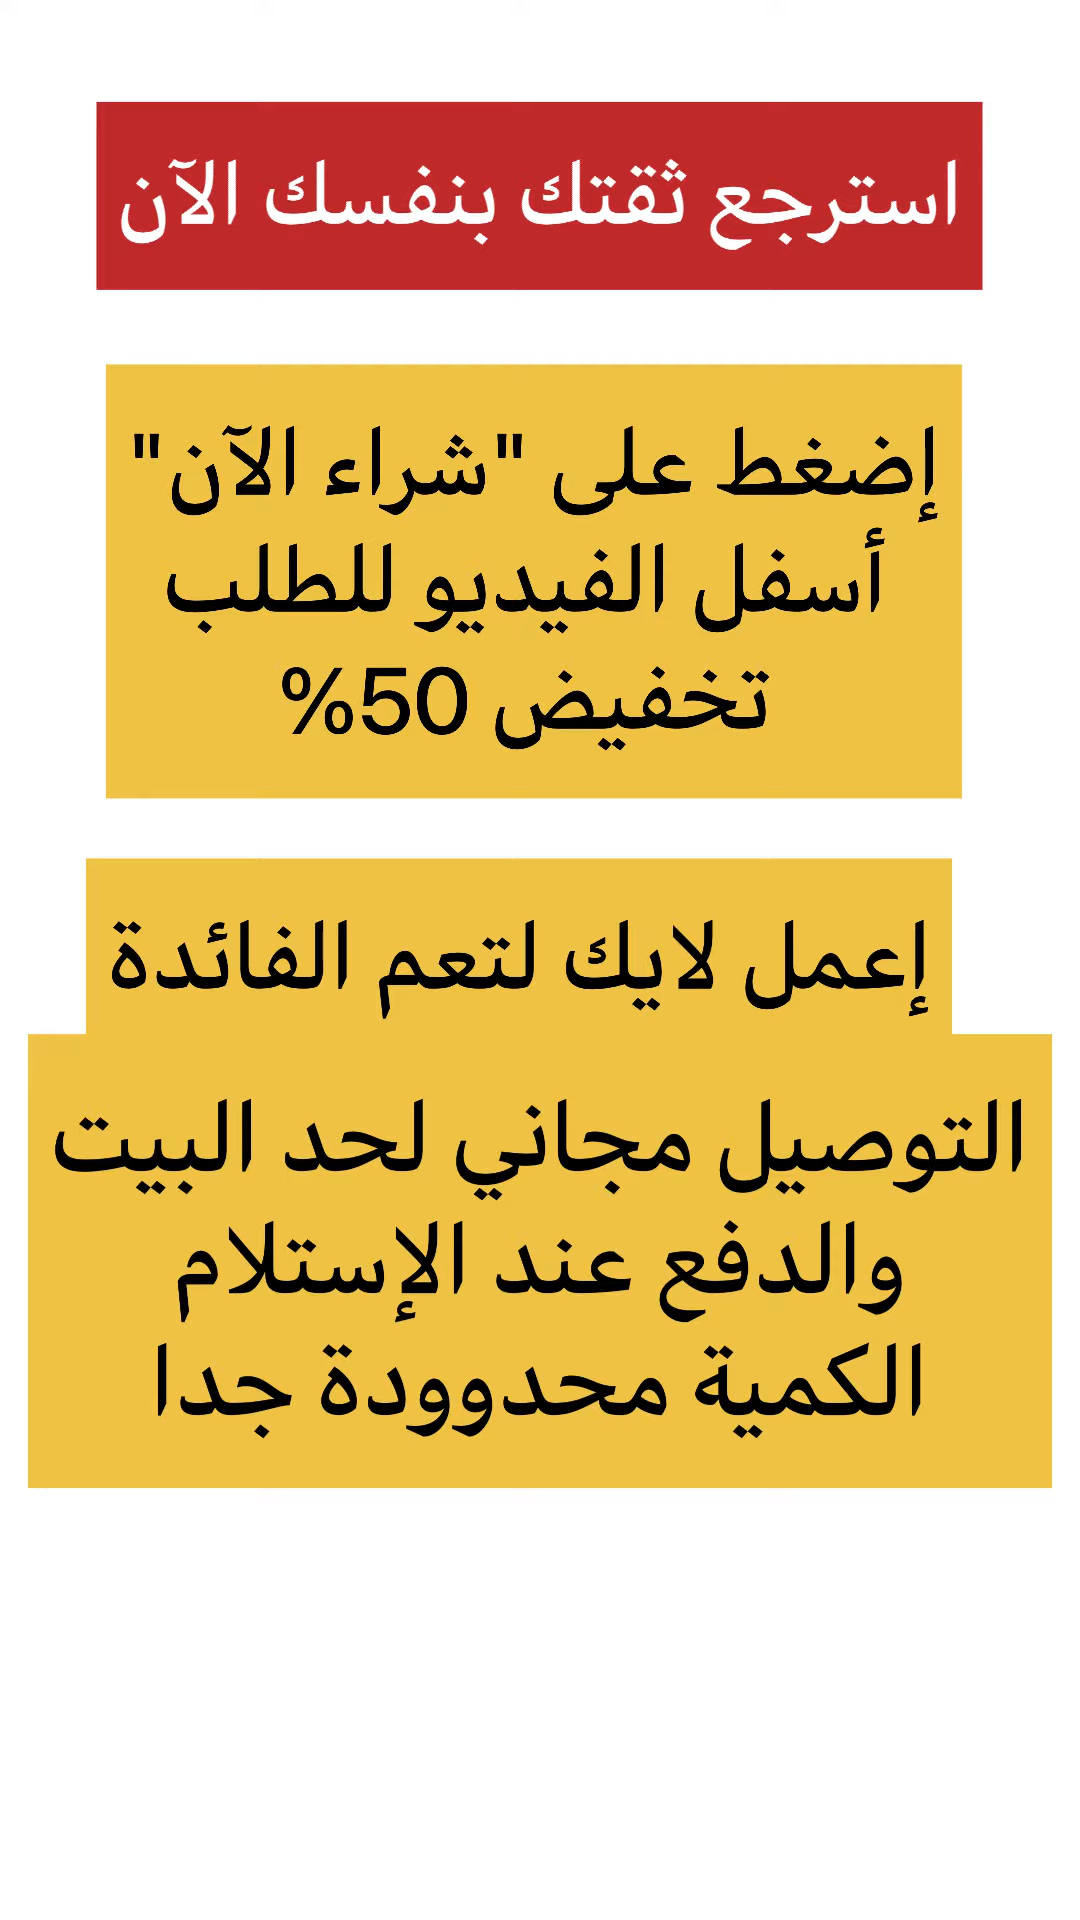 استرجع ثقتك بنفسك الآن
إضغط على "شراء الآن"
أسفل الفيديو للطلب
تخفيض 50%
إعمل لايك لتعم الفائدة
التوصيل مجاني لحد البيت
والدفع عند الإستلام
الكمية محدوودة جدا